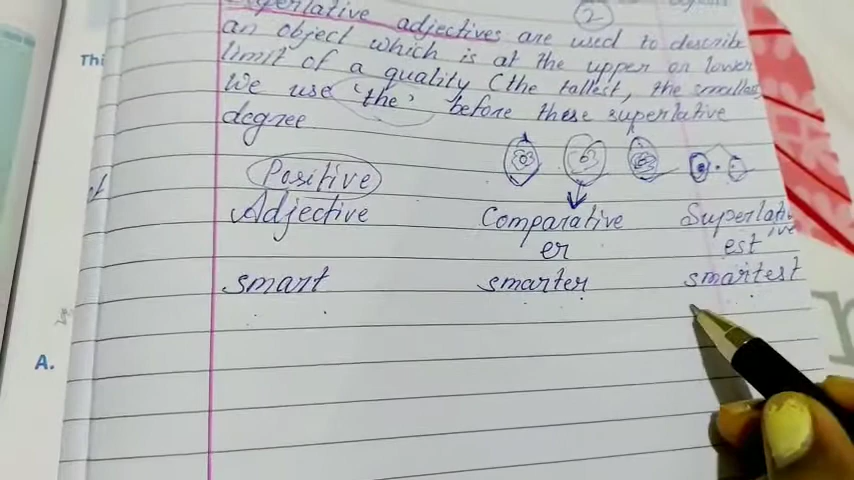 Superlative adjectives are used to describe
an object which is at the upper or lower
limit of a quality (the tallest, the smallest
We use 'the' before these superlative
degree
Positive
Adjective Comparative Superlative
er est
smart smarter smartest
2
Thi
A.